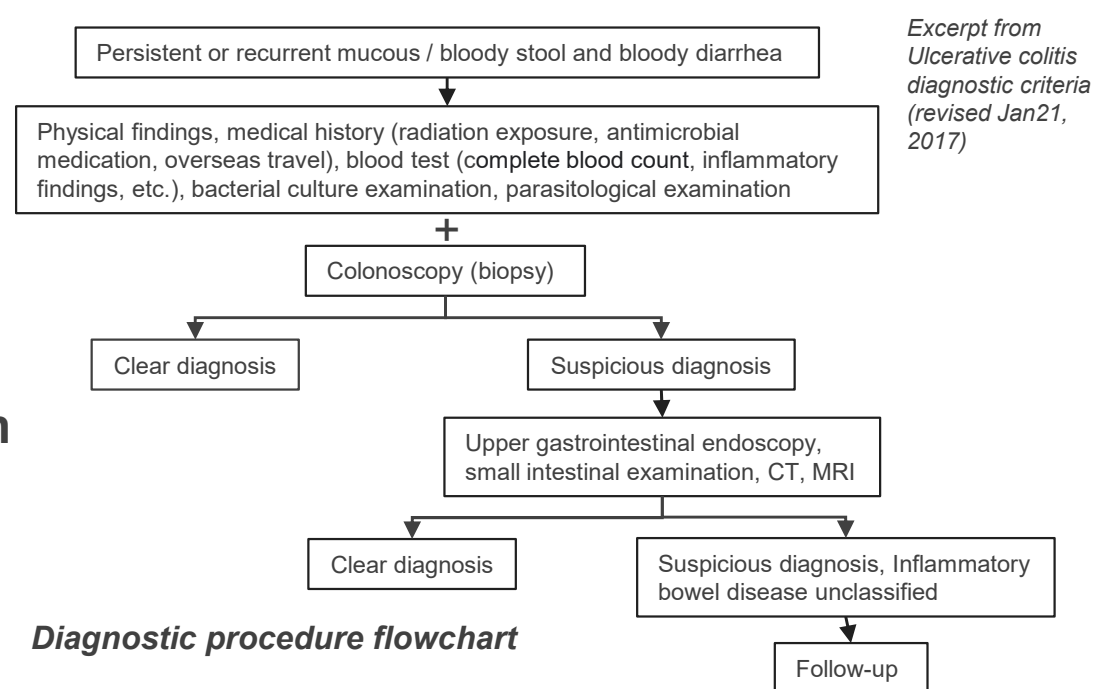 Persistent or recurrent mucous / bloody stool and bloody diarrhea
Excerpt from
Ulcerative colitis
diagnostic criteria
(revised Jan21,
2017)
Physical findings, medical history (radiation exposure, antimicrobial
medication, overseas travel), blood test (complete blood count, inflammatory
findings, etc.), bacterial culture examination, parasitological examination
+
Colonoscopy (biopsy)
Clear diagnosis
Suspicious diagnosis
Upper gastrointestinal endoscopy,
small intestinal examination, CT, MRI
Clear diagnosis
Suspicious diagnosis, Inflammatory
bowel disease unclassified
Diagnostic procedure flowchart
Follow-up